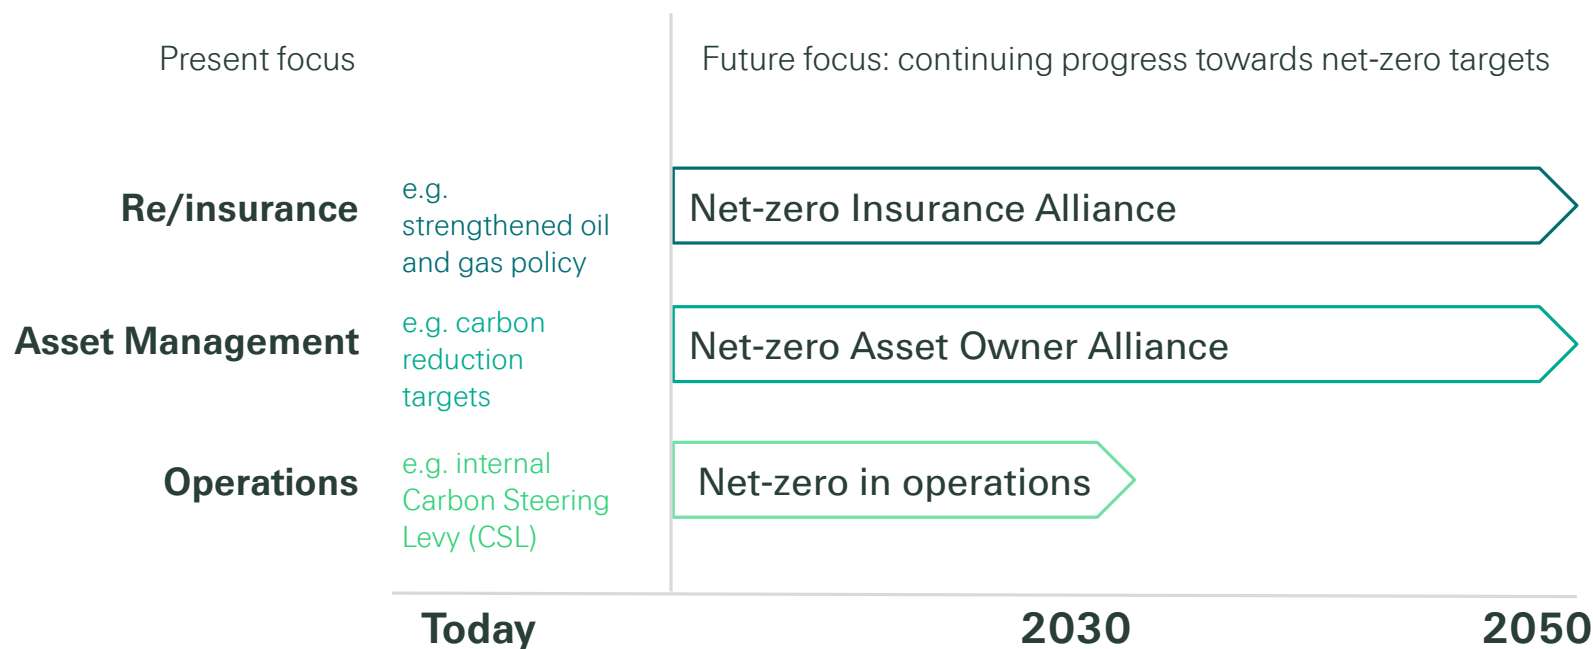 Present focus
Future focus: continuing progress towards net-zero targets
Re/insurance
e.g.
strengthened oil
and gas policy
Net-zero Insurance Alliance
Asset Management
e.g. carbon
reduction
targets
Net-zero Asset Owner Alliance
Operations
e.g. internal
Carbon Steering
Levy (CSL)
Net-zero in operations
Today
2030
2050